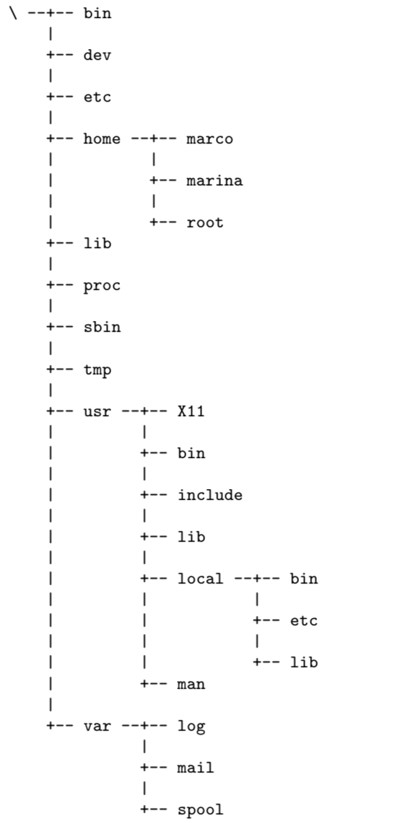 \ --+-- bin
    |
    +-- dev
    |
    +-- etc
    |
    +-- home --+-- marco
    |          |
    |          +-- marina
    |          |
    |          +-- root
    +-- lib
    |
    +-- proc
    |
    +-- sbin
    |
    +-- tmp
    |
    +-- usr --+-- X11
    |         |
    |         +-- bin
    |         |
    |         +-- include
    |         |
    |         +-- lib
    |         |
    |         +-- local --+-- bin
    |         |           |
    |         |           +-- etc
    |         |           |
    |         |           +-- lib
    |         +-- man
    |
    +-- var --+-- log
              |
              +-- mail
              |
              +-- spool